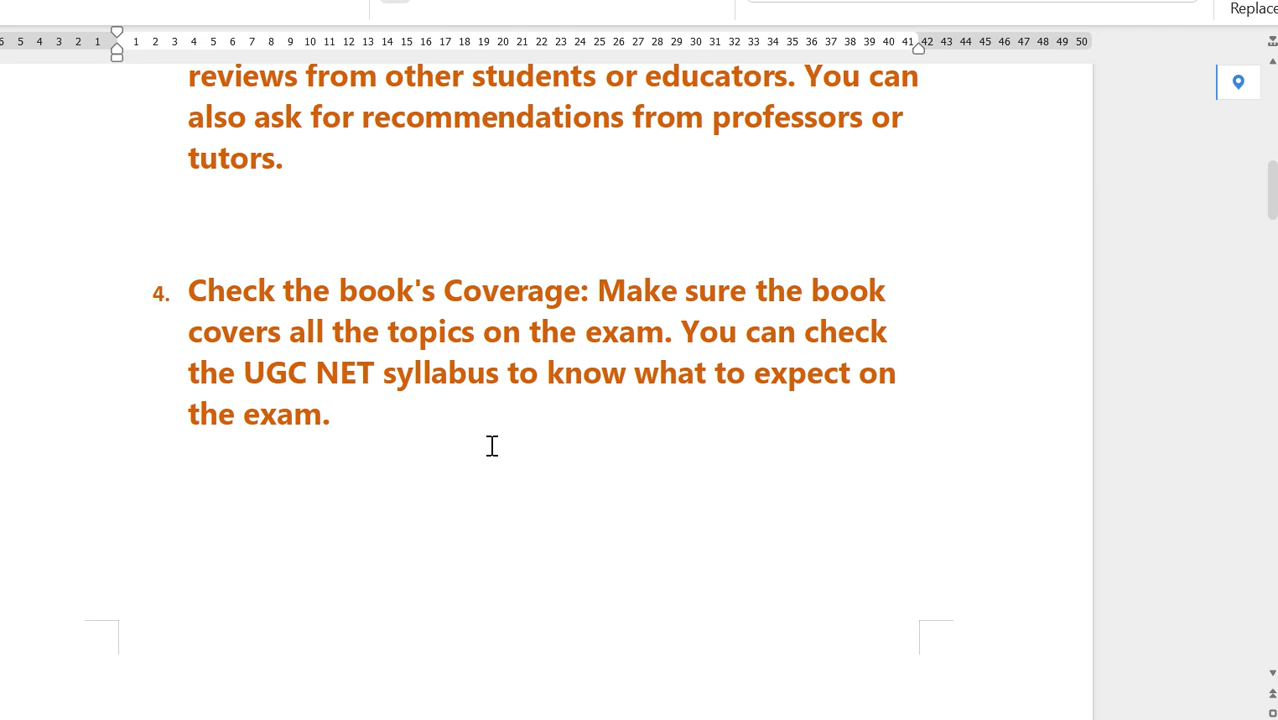 Replace
6 5 4 3 2 1 1 2 3 4 5 6 7 8 9 10 11 12 13 14 15 16 17 18 19 20 21 22 23 24 25 26 27 28 29 30 31 32 33 34 35 36 37 38 39 40 41 42 43 44 45 46 47 48 49 50
reviews from other students or educators. You can
also ask for recommendations from professors or
tutors.
4. Check the book's Coverage: Make sure the book
covers all the topics on the exam. You can check
the UGC NET syllabus to know what to expect on
the exam.